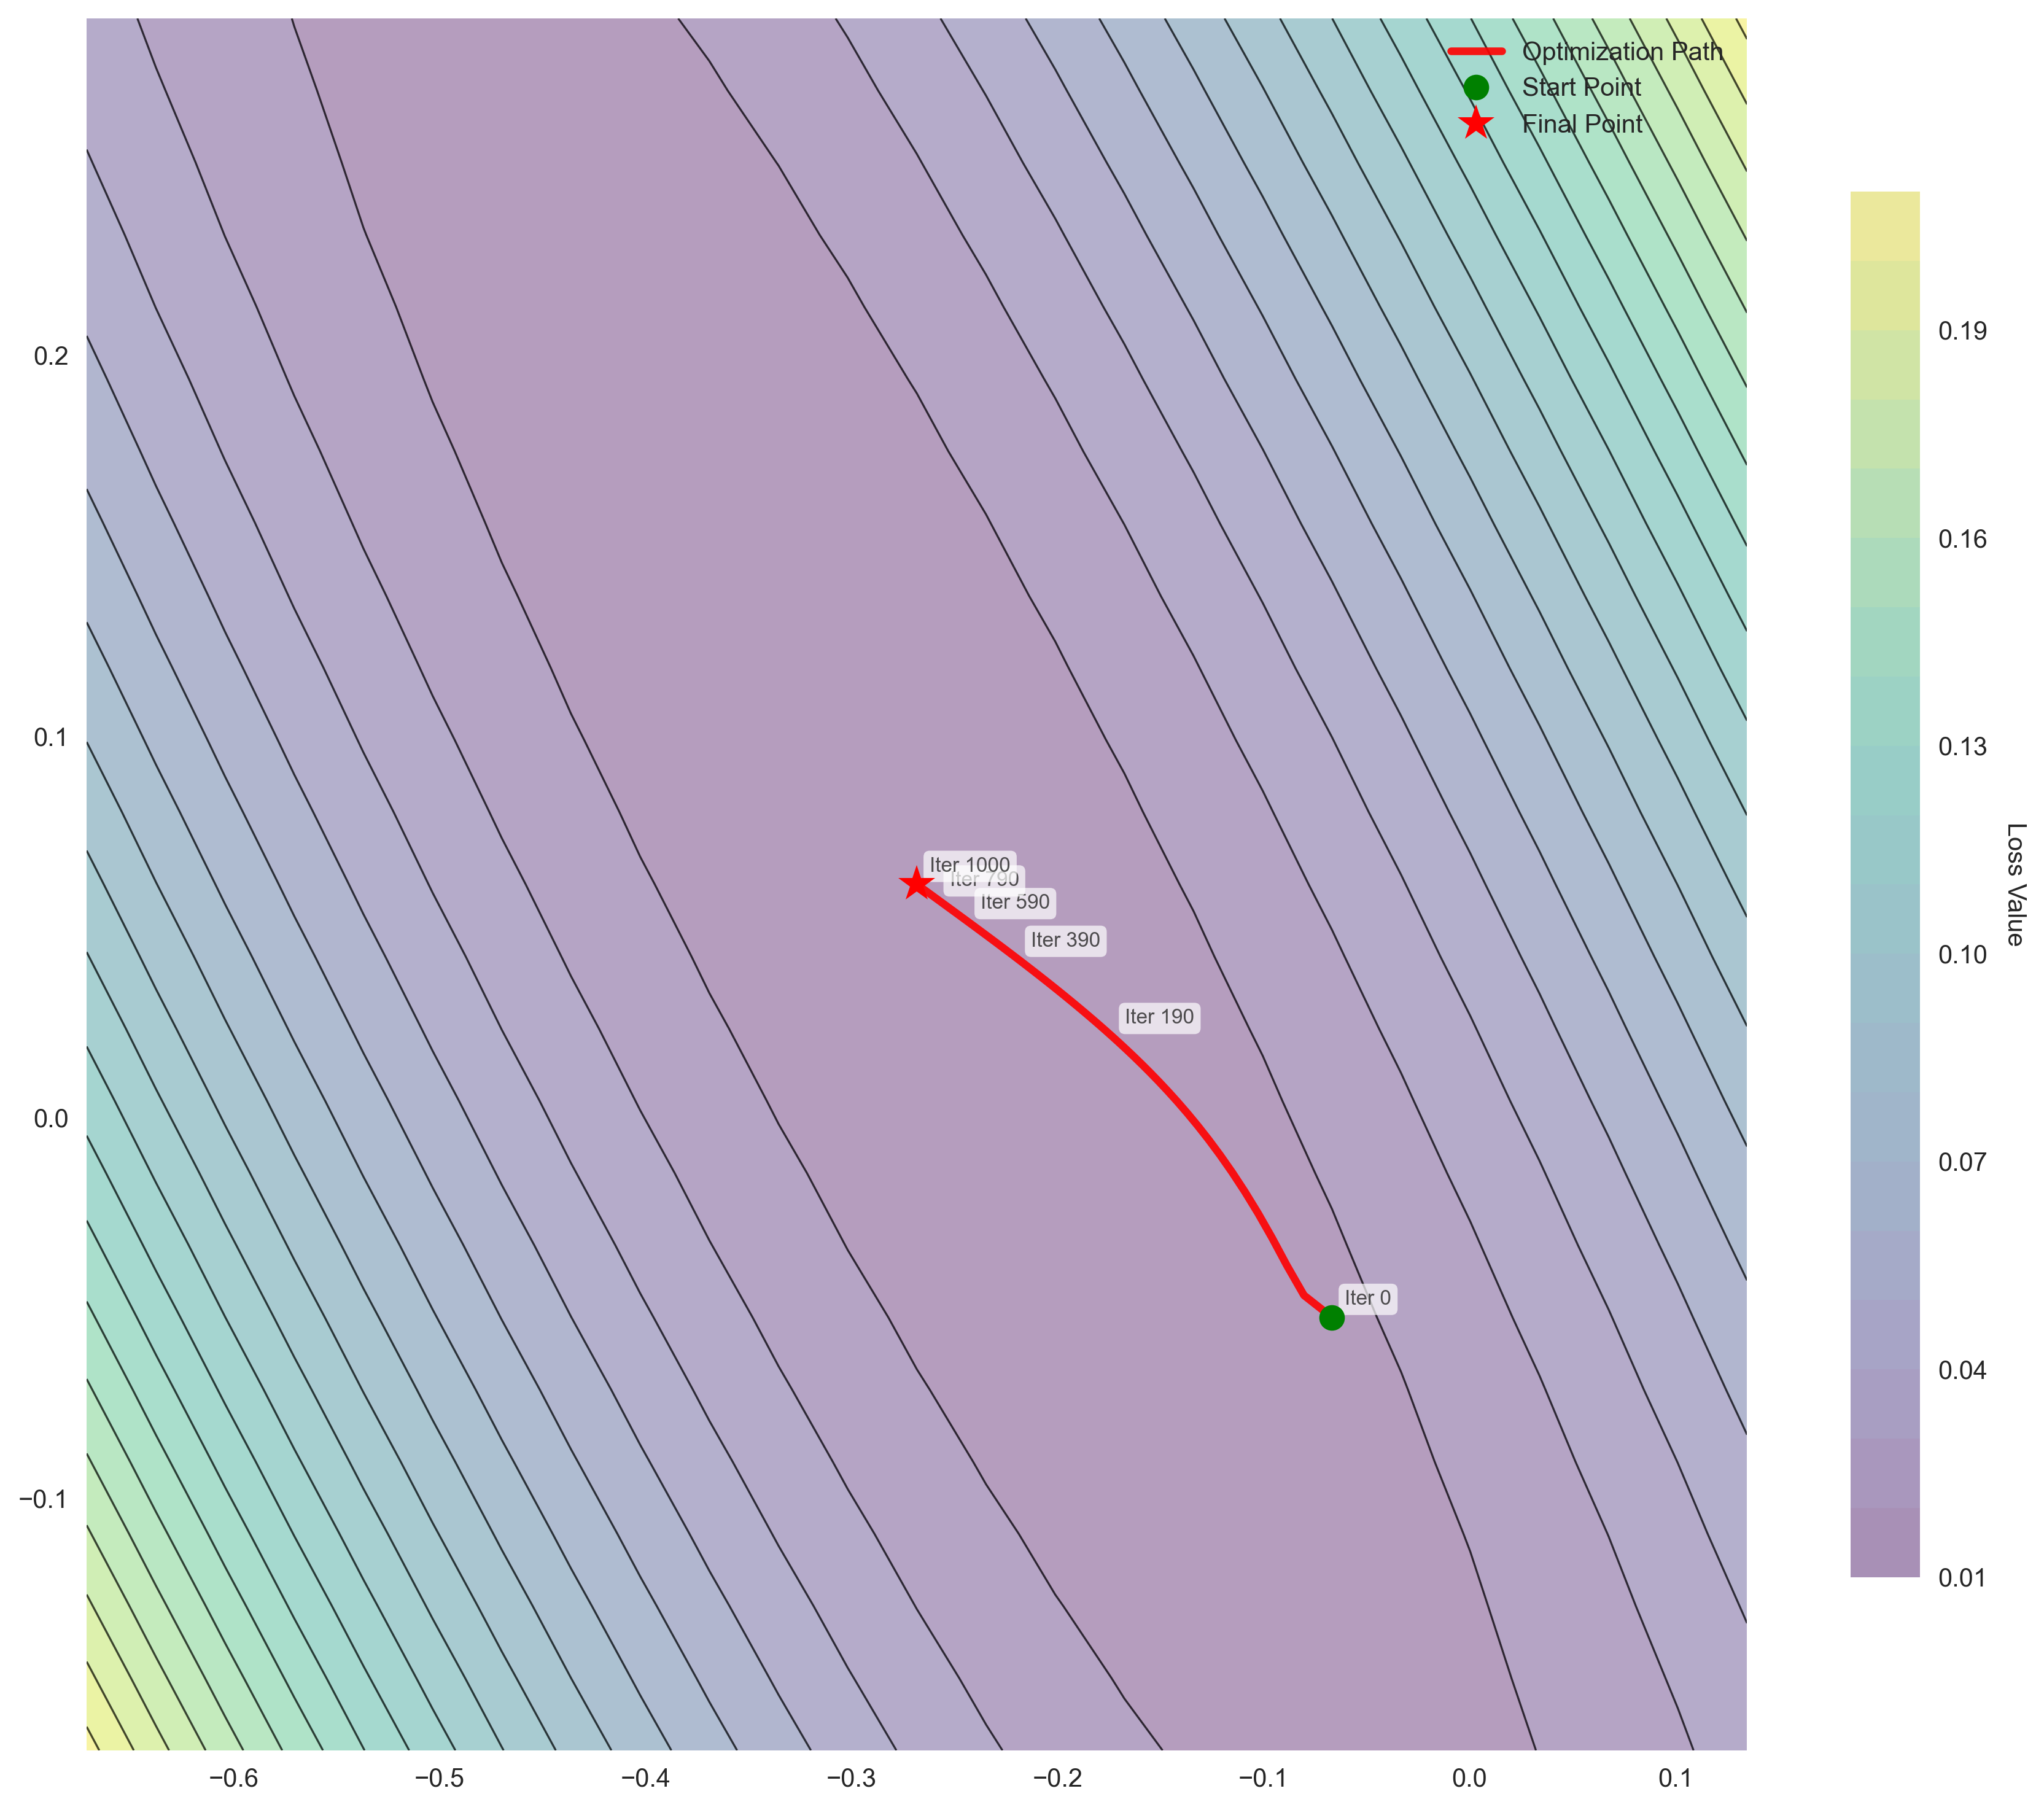 Optimization Path
Start Point
Final Point
0.2
0.1
0.0
−0.1
−0.6
−0.5
−0.4
−0.3
−0.2
−0.1
0.0
0.1
Iter 1000
Iter 790
Iter 590
Iter 390
Iter 190
Iter 0
0.19
0.16
0.13
0.10
0.07
0.04
0.01
Loss Value